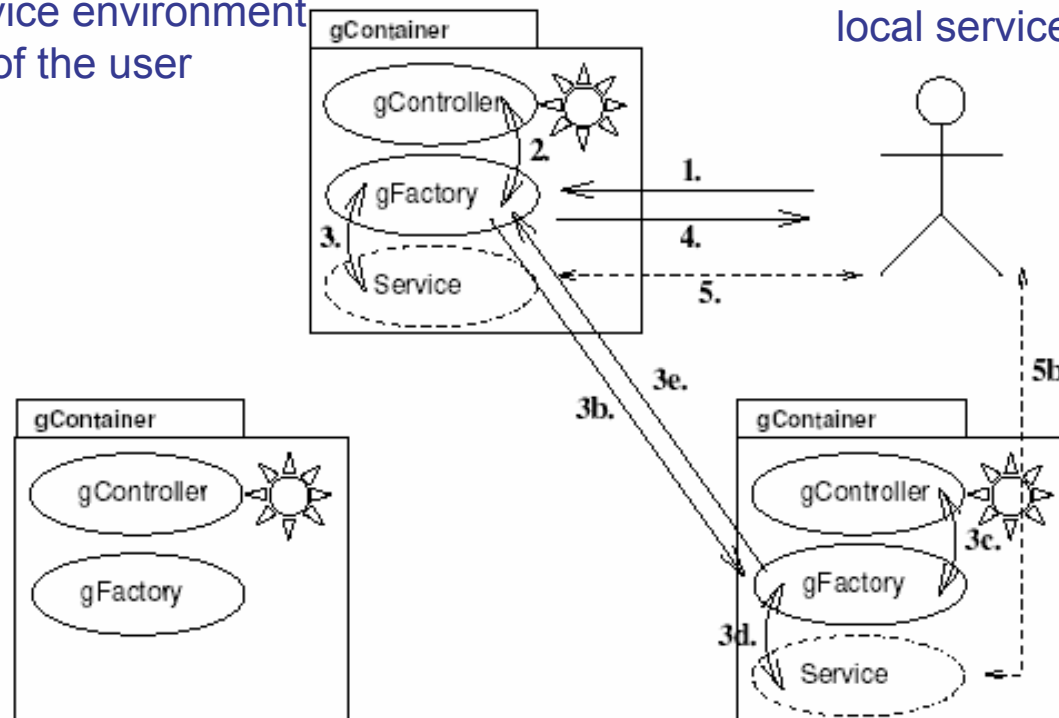 vice environment
of the user
local service
gContainer
gController
2.
gFactory
1.
3.
4.
Service
5.
3e.
3b.
5b
gContainer
gController
gFactory
gContainer
gController
3c.
gFactory
3d.
Service